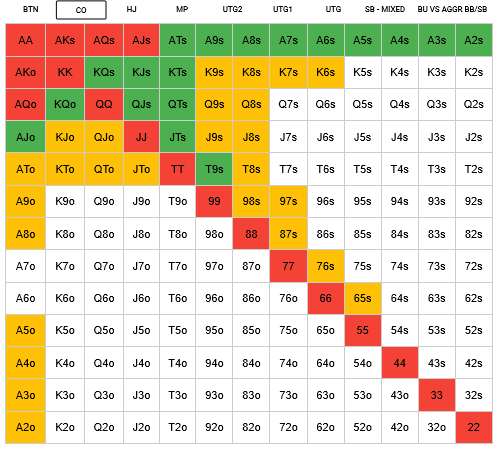 BTN CO HJ MP UTG2 UTG1 UTG SB - MIXED BU VS AGGR BB/SB
AA AKs AQs AJs ATs A9s A8s A7s A6s A5s A4s A3s A2s
AKo KK KQs KJs KTs K9s K8s K7s K6s K5s K4s K3s K2s
AQo KQo QQ QJs QTs Q9s Q8s Q7s Q6s Q5s Q4s Q3s Q2s
AJo KJo QJo JJ JTs J9s J8s J7s J6s J5s J4s J3s J2s
ATo KTo QTo JTo TT T9s T8s T7s T6s T5s T4s T3s T2s
A9o K9o Q9o J9o T9o 99 98s 97s 96s 95s 94s 93s 92s
A8o K8o Q8o J8o T8o 98o 88 87s 86s 85s 84s 83s 82s
A7o K7o Q7o J7o T7o 97o 87o 77 76s 75s 74s 73s 72s
A6o K6o Q6o J6o T6o 96o 86o 76o 66 65s 64s 63s 62s
A5o K5o Q5o J5o T5o 95o 85o 75o 65o 55 54s 53s 52s
A4o K4o Q4o J4o T4o 94o 84o 74o 64o 54o 44 43s 42s
A3o K3o Q3o J3o T3o 93o 83o 73o 63o 53o 43o 33 32s
A2o K2o Q2o J2o T2o 92o 82o 72o 62o 52o 42o 32o 22